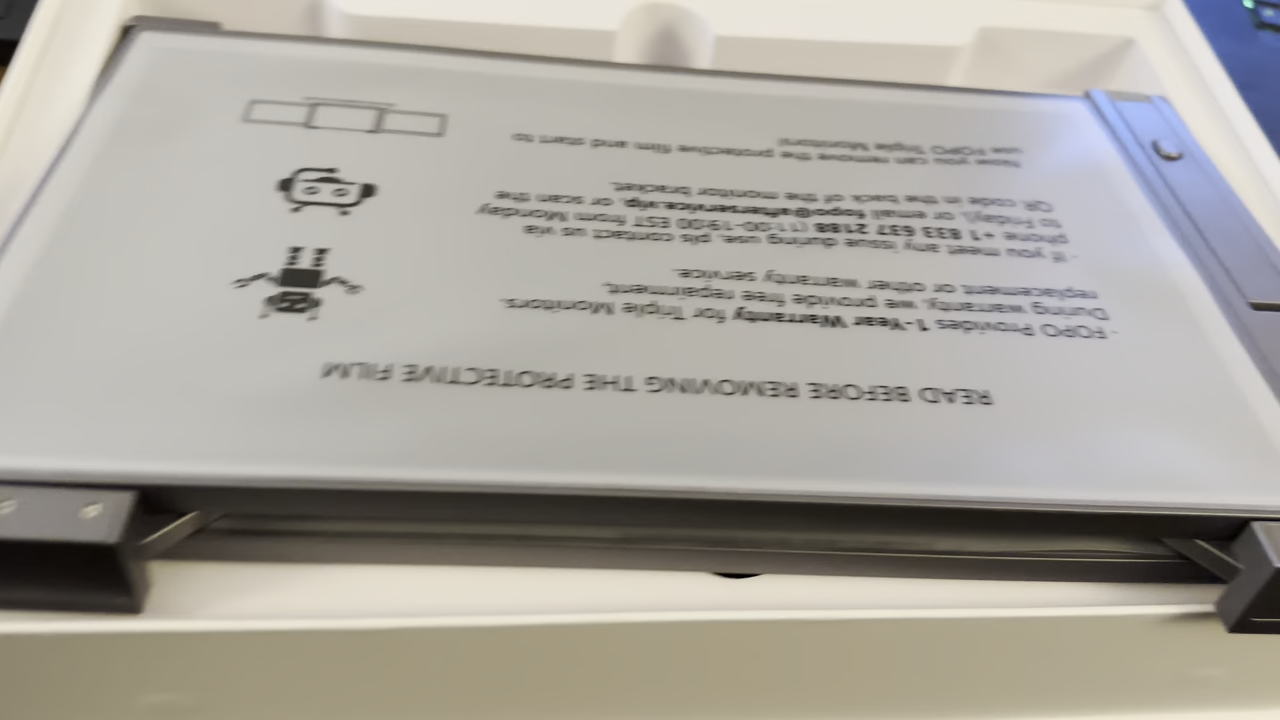 READ BEFORE REMOVING THE PROTECTIVE FILM
· FOPO Provides 1-Year Warranty for Triple Monitors.
During warranty, we provide free repairment,
replacement or other warranty service.
· If you meet any issue during use, pls contact us via
phone + 1 833 637 2188 (11:00-19:00 EST from Monday
to Friday), or email fopo@afterservice.vip, or scan the
QR code in the back of the monitor bracket.
Now you can remove the protective film and start to
use FOPO Triple Monitors!